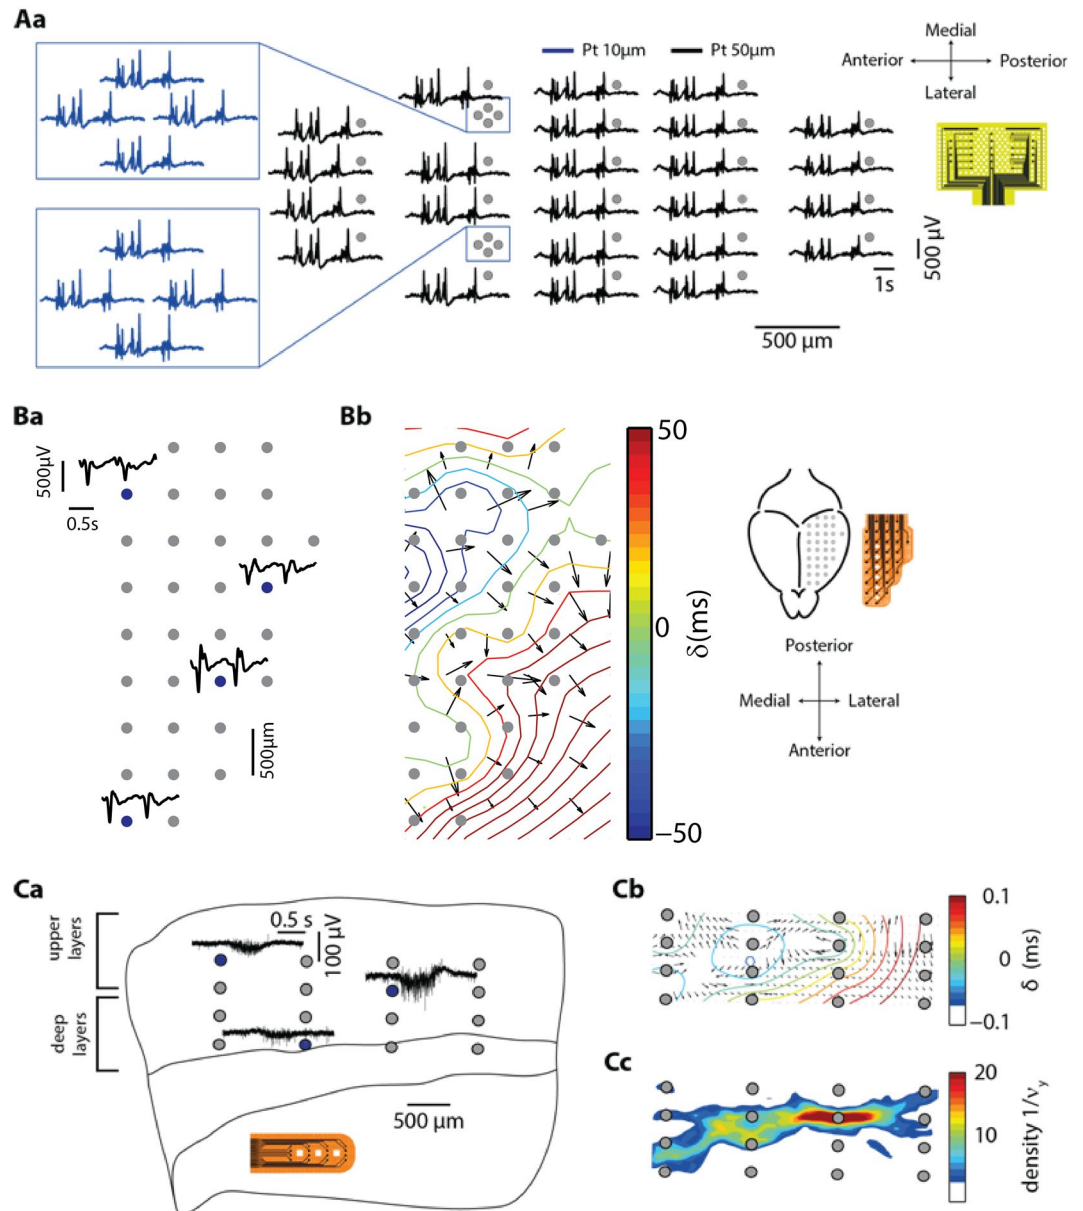 Aa
Pt 10μm
Pt 50μm
Medial
Anterior
Posterior
Lateral
500 μV
1s
500 μm
Ba
500μV
0.5s
500μm
Bb
50
0
−50
δ(ms)
Posterior
Medial
Lateral
Anterior
Ca
upper
layers
deep
layers
0.5 s
100 μV
500 μm
Cb
0.1
0
−0.1
δ (ms)
Cc
20
10
density 1/νy